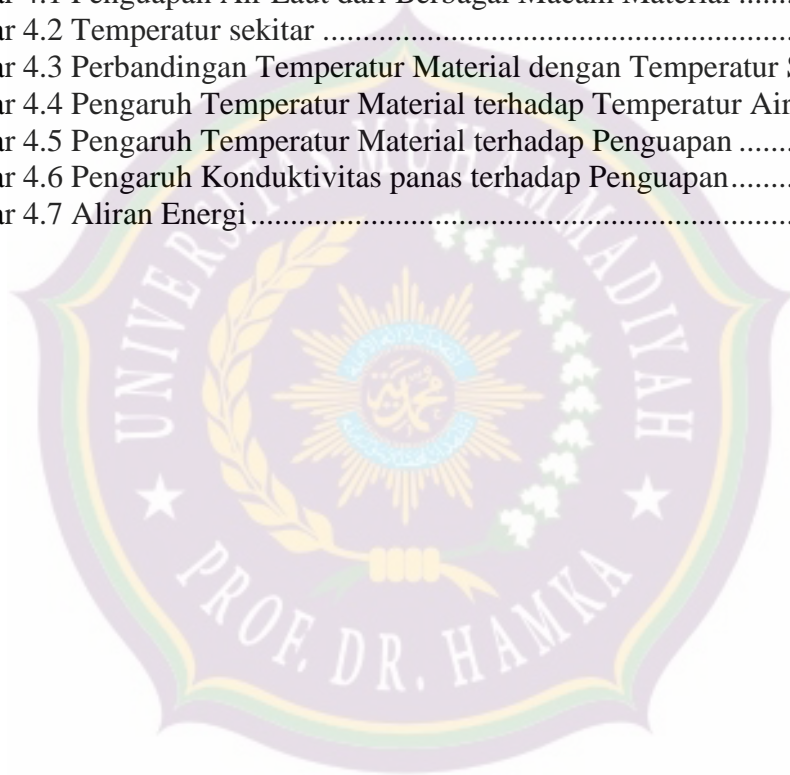 ar 4.1 Penguapan Air Laut dari Berbagai Macam Material .......
ar 4.2 Temperatur sekitar ..............................................................
ar 4.3 Perbandingan Temperatur Material dengan Temperatur S
ar 4.4 Pengaruh Temperatur Material terhadap Temperatur Air
ar 4.5 Pengaruh Temperatur Material terhadap Penguapan .......
ar 4.6 Pengaruh Konduktivitas panas terhadap Penguapan.........
ar 4.7 Aliran Energi.......................................................................
UNIVERSITAS MUHAMMADIYAH
PROF. DR. HAMKA